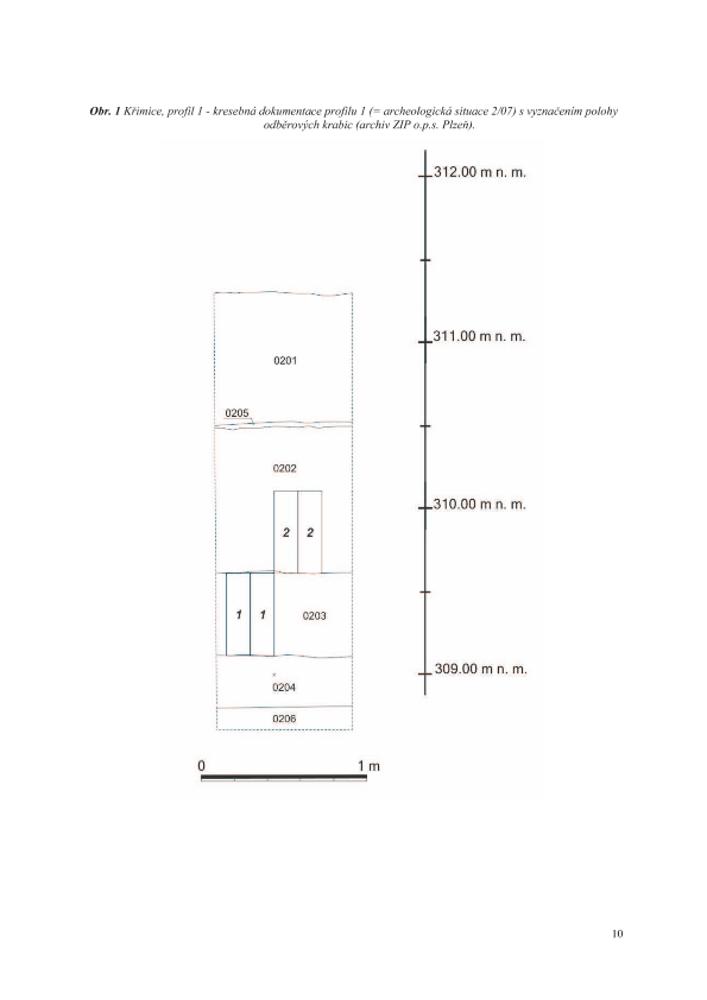 Obr. 1 Křimice, profil 1 - kresebná dokumentace profilu 1 (= archeologická situace 2/07) s vyznačením polohy
odběrových krabic (archiv ZIP o.p.s. Plzeň).
312.00 m n. m.
311.00 m n. m.
0201
0205
0202
310.00 m n. m.
2 2
1 1 0203
309.00 m n. m.
0204
0206
0 1 m
10